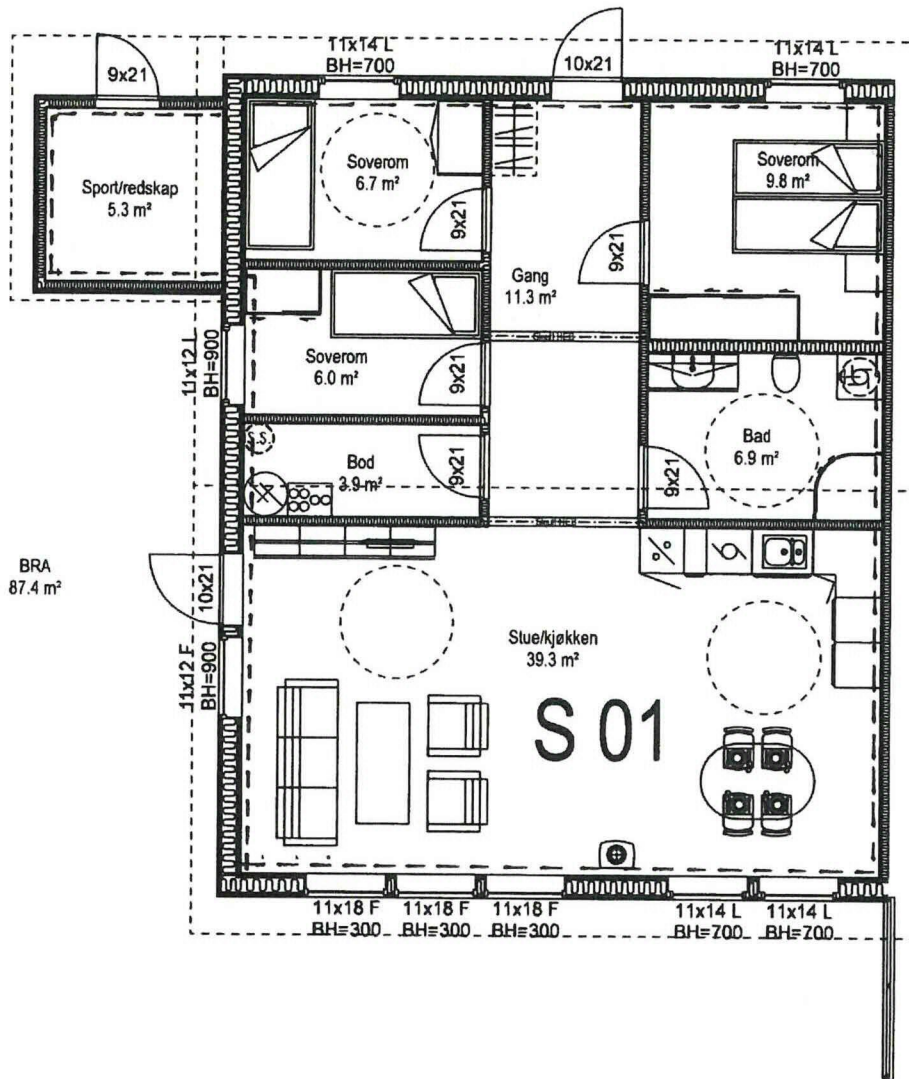 11x14 L
BH=700
10x21
11x14 L
BH=700
9x21
Sport/redskap
5.3 m²
Soverom
6.7 m²
9x21
Soverom
9.8 m²
9x21
Gang
11.3 m²
11x12 L
BH=900
Soverom
6.0 m²
9x21
S.S.
Bod
3.9 m²
9x21
Bad
6.9 m²
9x21
BRA
87.4 m²
10x21
11x12 F
BH=900
Stue/kjøkken
39.3 m²
S 01
11x18 F
BH=300
11x18 F
BH=300
11x18 F
BH=300
11x14 L
BH=700
11x14 L
BH=700